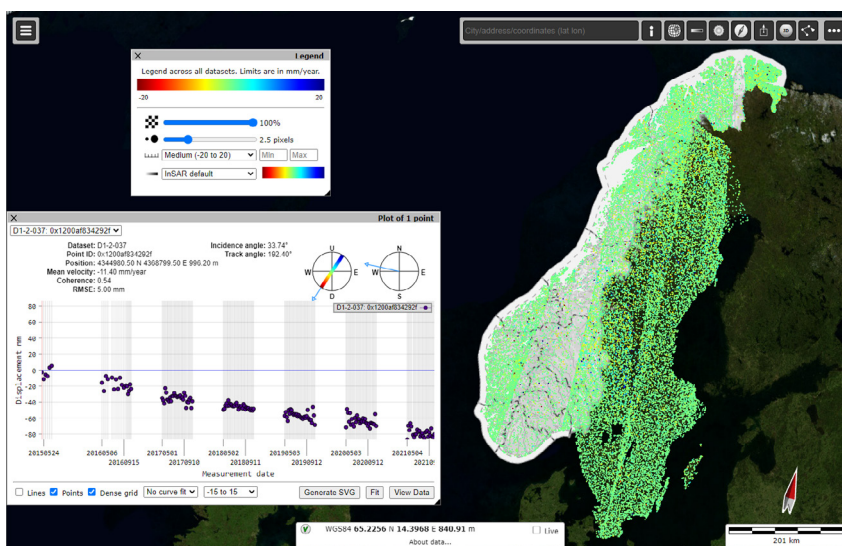 City/address/coordinates (lat lon)
X Legend
Legend across all datasets. Limits are in mm/year.
-20 20
100%
2.5 pixels
Medium (-20 to 20) Min Max
InSAR default
X Plot of 1 point
D1-2-037: 0x1200af834292f
Dataset: D1-2-037 Incidence angle: 33.74°
Point ID: 0x1200af834292f Track angle: 192.40°
Position: 4344980.50 N 4368799.50 E 996.20 m
Mean velocity: -11.40 mm/year
Coherence: 0.54
RMSE: 5.00 mm
U
W E
D
N
W E
S
D1-2-037: 0x1200af834292f
Displacement mm
80
60
40
20
0
-20
-40
-60
-80
20150524 20160506 20170501 20180502 20190503 20200503 20210504
20160915 20170910 20180911 20190912 20200912
Measurement date
Lines Points Dense grid No curve fit -15 to 15 Generate SVG Fit View Data
WGS84 65.2256 N 14.3968 E 840.91 m Live
About data...
201 km